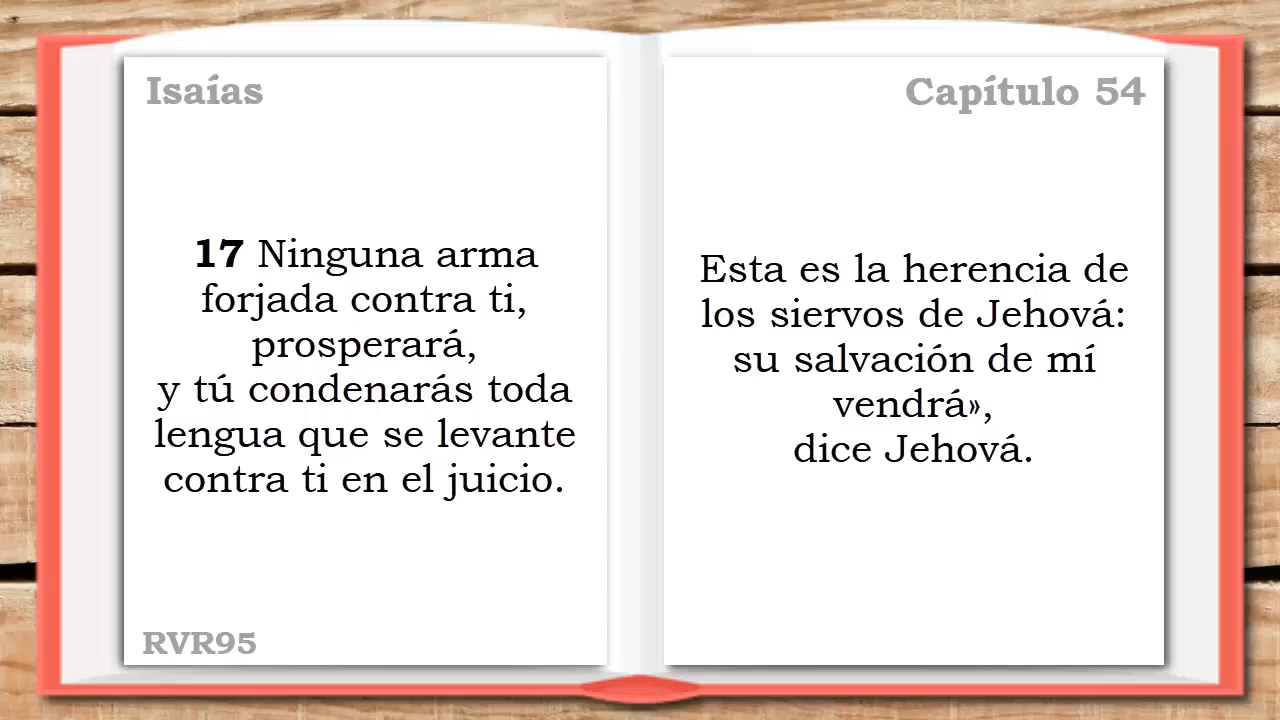 Isaías
17 Ninguna arma
forjada contra ti,
prosperará,
y tú condenarás toda
lengua que se levante
contra ti en el juicio.
RVR95
Capítulo 54
Esta es la herencia de
los siervos de Jehová:
su salvación de mí
vendrá»,
dice Jehová.